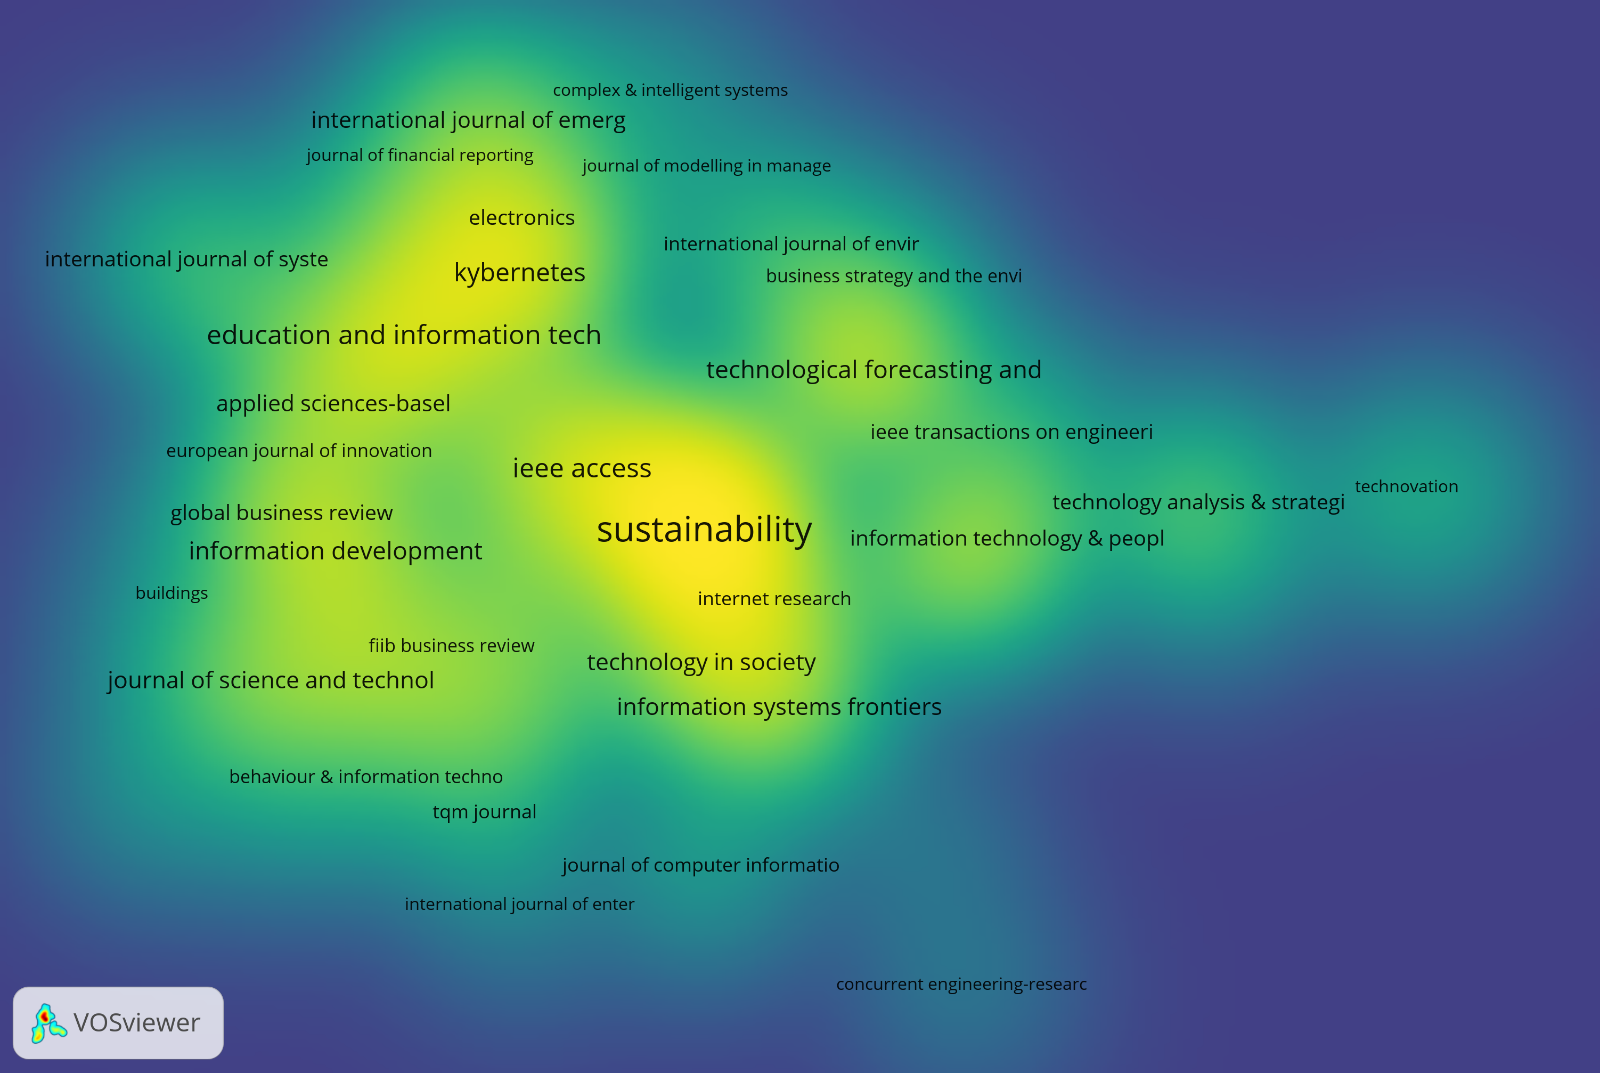 complex & intelligent systems
international journal of emerg
journal of financial reporting
journal of modelling in manage
electronics
international journal of envir
international journal of syste
kybernetes
business strategy and the envi
education and information tech
technological forecasting and
applied sciences-basel
ieee transactions on engineeri
european journal of innovation
ieee access
technovation
technology analysis & strategi
global business review
sustainability
information technology & peopl
information development
buildings
internet research
fiib business review
technology in society
journal of science and technol
information systems frontiers
behaviour & information techno
tqm journal
journal of computer informatio
international journal of enter
concurrent engineering-researc
VOSviewer